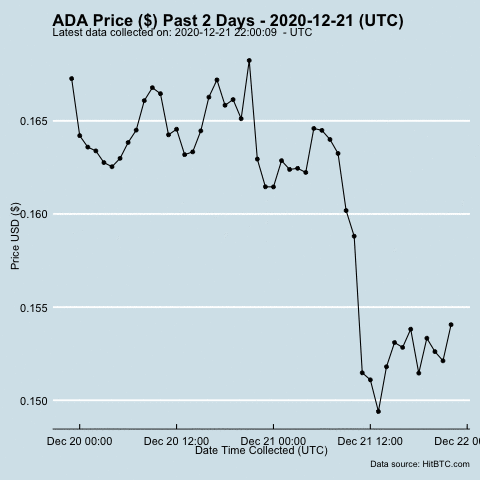 ADA Price ($) Past 2 Days - 2020-12-21 (UTC)
Latest data collected on: 2020-12-21 22:00:09 - UTC
0.165
0.160
0.155
0.150
Price USD ($)
Dec 20 00:00 Dec 20 12:00 Dec 21 00:00 Dec 21 12:00 Dec 22 0
Date Time Collected (UTC)
Data source: HitBTC.com